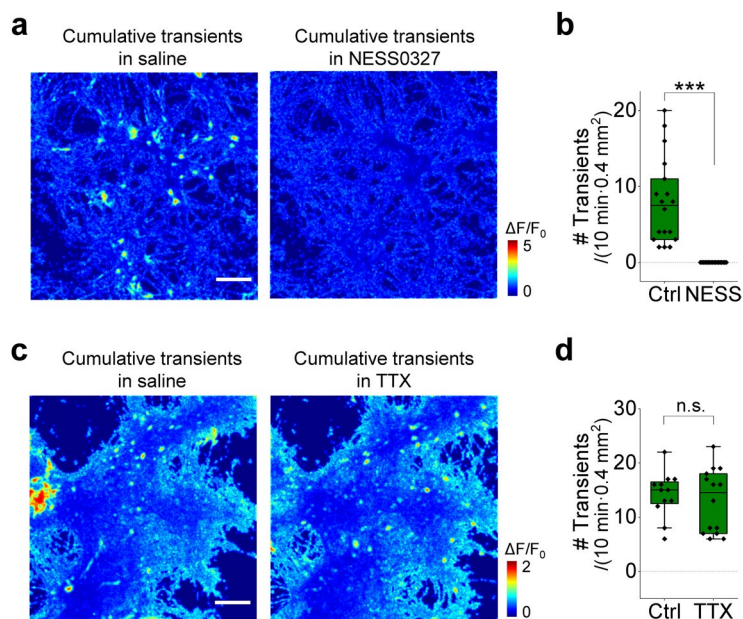 a
Cumulative transients
in saline
Cumulative transients
in NESS0327
ΔF/F0
5
0
b
***
# Transients
/(10 min·0.4 mm²)
20
10
0
Ctrl NESS
c
Cumulative transients
in saline
Cumulative transients
in TTX
ΔF/F0
2
0
d
n.s.
# Transients
/(10 min·0.4 mm²)
30
20
10
0
Ctrl TTX